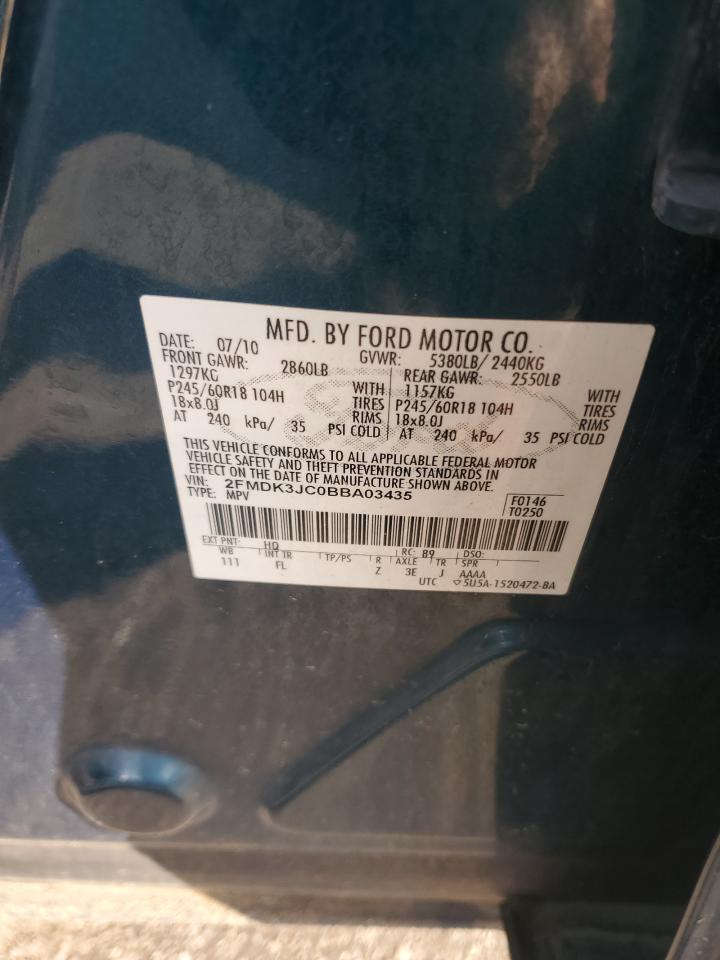 MFD. BY FORD MOTOR CO.
DATE: 07/10 GVWR: 5380LB/ 2440KG
FRONT GAWR: 2860LB REAR GAWR: 2550LB
1297KG WITH 1157KG WITH
P245/60R18 104H TIRES P245/60R18 104H TIRES
18x8.0J RIMS 18x8.0J RIMS
AT 240 kPa/ 35 PSI COLD AT 240 kPa/ 35 PSI COLD
THIS VEHICLE CONFORMS TO ALL APPLICABLE FEDERAL MOTOR
VEHICLE SAFETY AND THEFT PREVENTION STANDARDS IN
EFFECT ON THE DATE OF MANUFACTURE SHOWN ABOVE.
VIN: 2FMDK3JC0BBA03435
TYPE: MPV
F0146
T0250
EXT PNT: HQ RC: 89 DSO:
WB INT TR TP/PS R AXLE TR SPR
111 FL Z 3E J AAAA
UTC ▽5U5A-1520472-BA